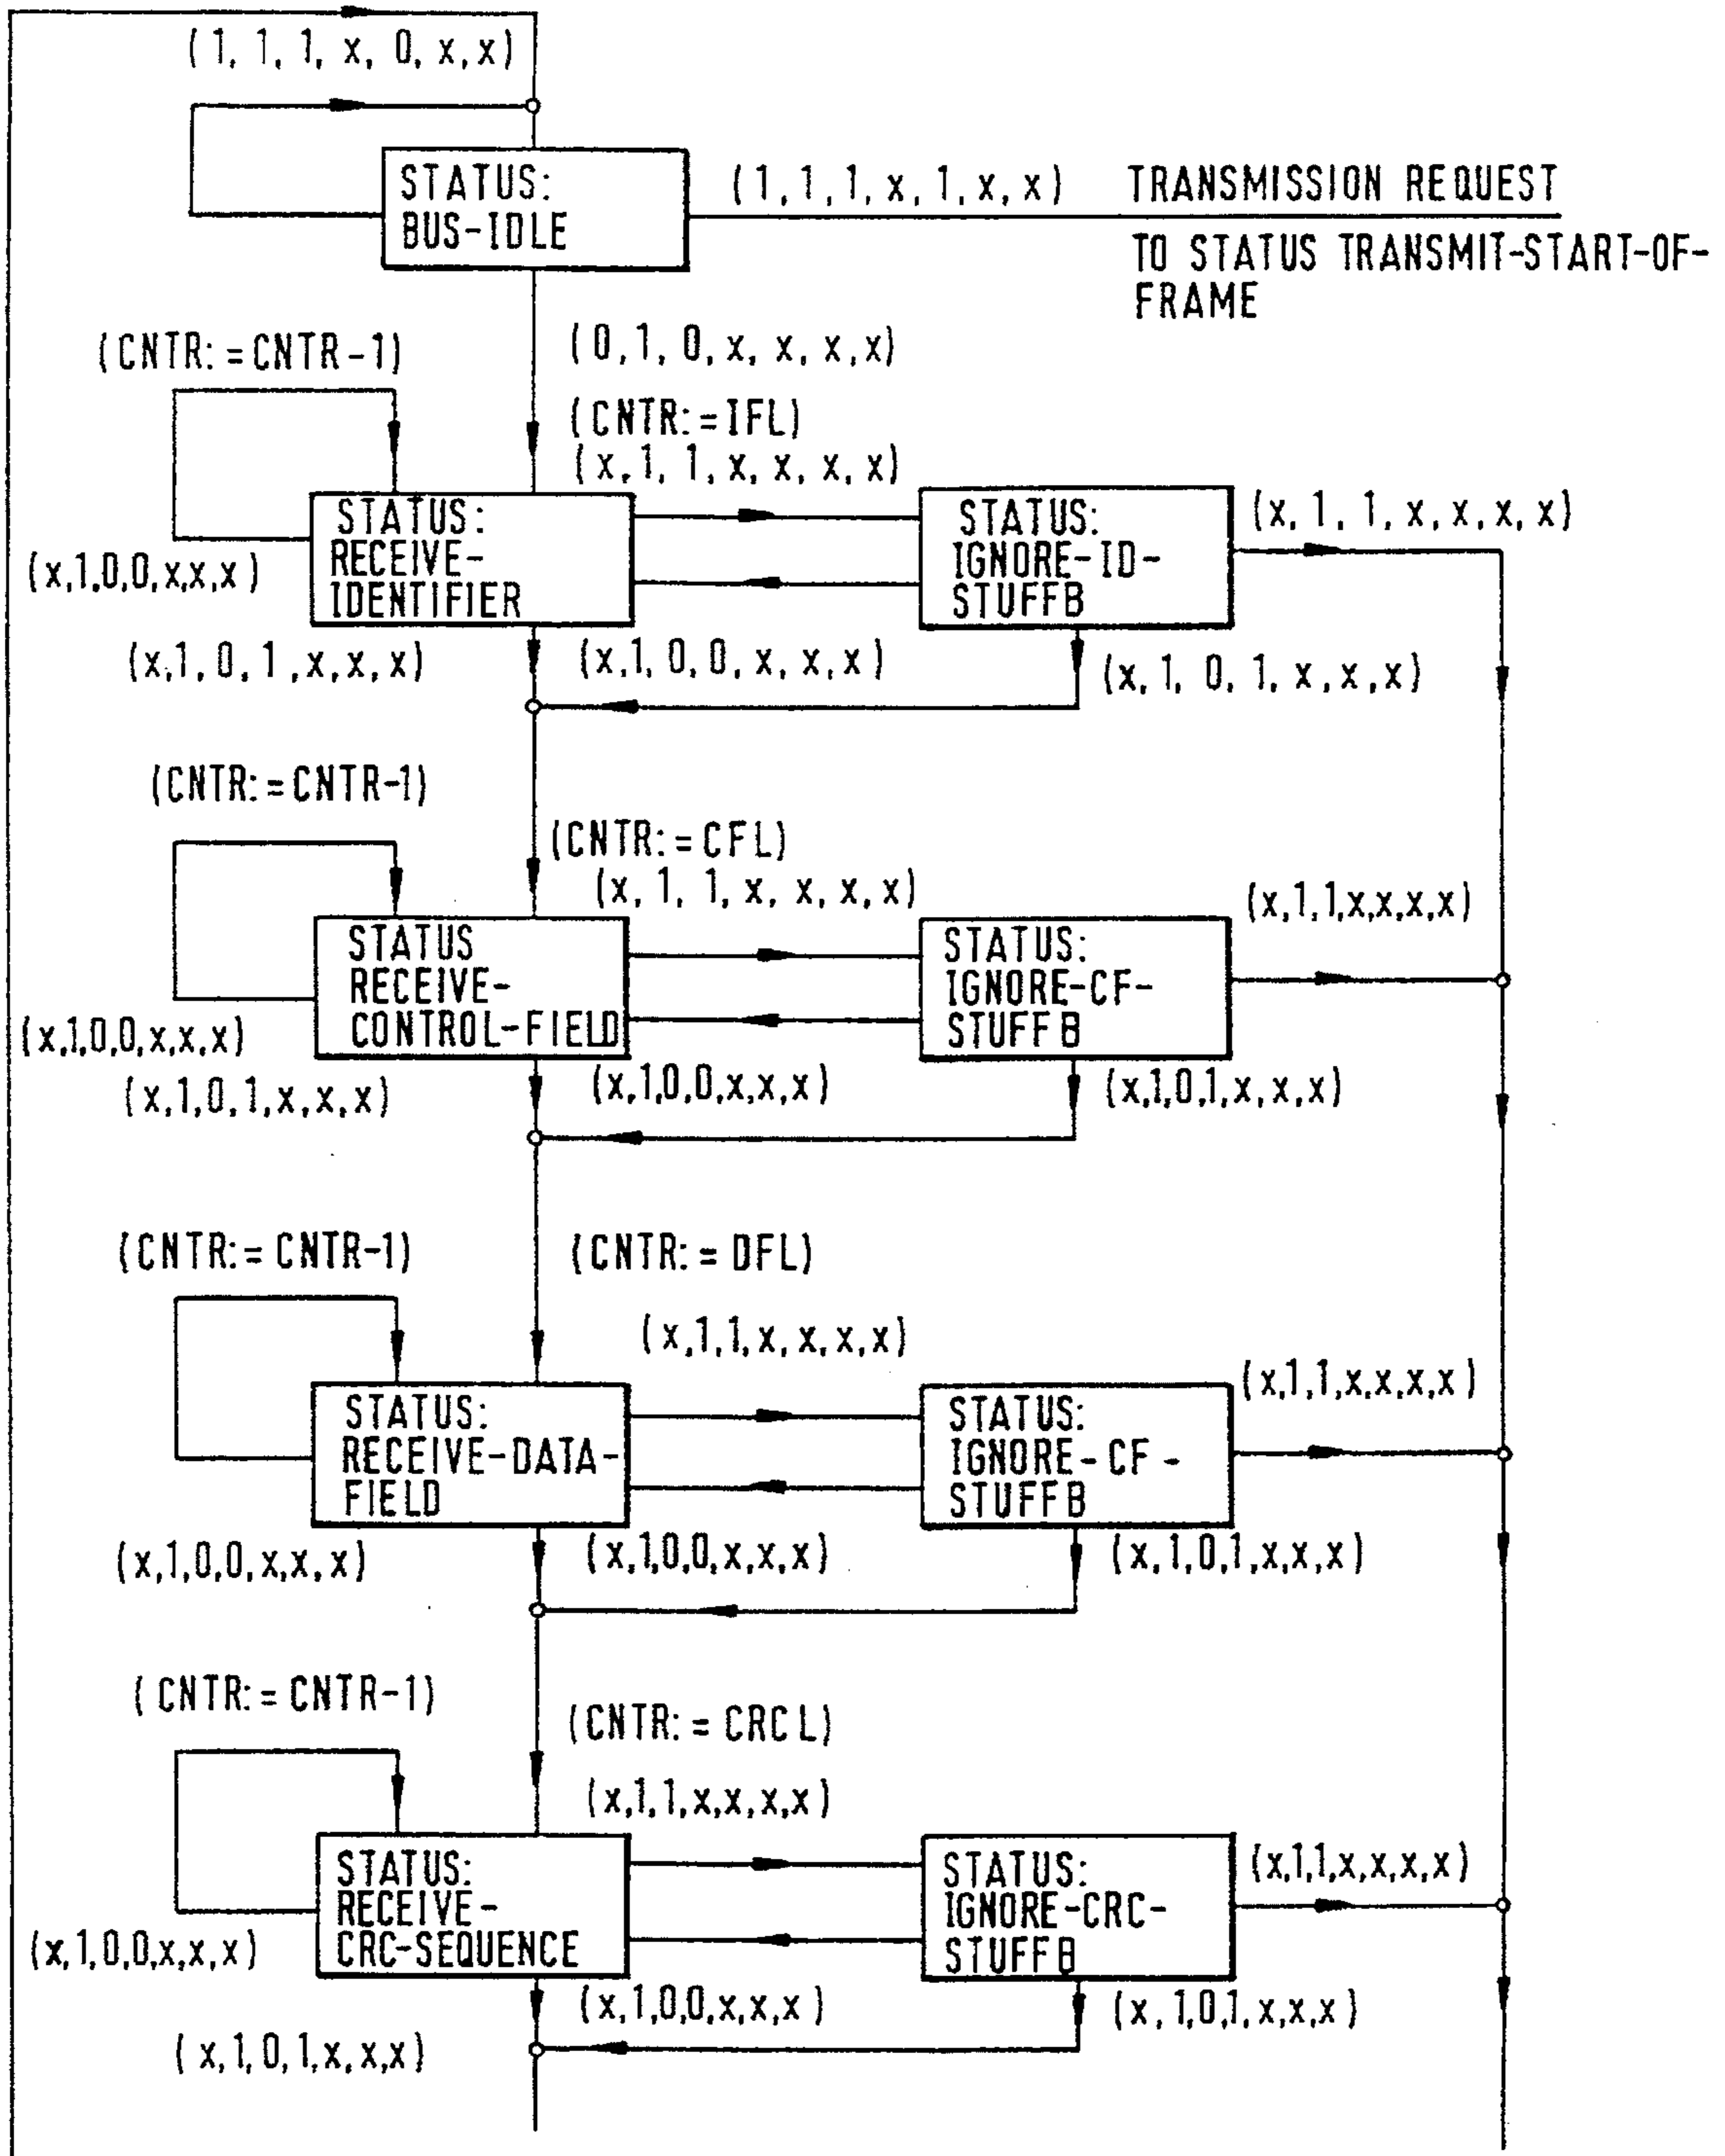 (1, 1, 1, x, 0, x, x)
STATUS:
BUS-IDLE
(1, 1, 1, x, 1, x, x)
TRANSMISSION REQUEST
TO STATUS TRANSMIT-START-OF-
FRAME
(CNTR:=CNTR-1)
(0, 1, 0, x, x, x, x)
(CNTR:=IFL)
(x, 1, 1, x, x, x, x)
STATUS:
RECEIVE-
IDENTIFIER
STATUS:
IGNORE-ID-
STUFFB
(x, 1, 1, x, x, x, x)
(x,1,0,0,x,x,x)
(x,1,0,1,x,x,x)
(x,1,0,0,x,x,x)
(x, 1, 0, 1, x, x, x)
(CNTR:=CNTR-1)
(CNTR:=CFL)
(x, 1, 1, x, x, x, x)
STATUS
RECEIVE-
CONTROL-FIELD
STATUS:
IGNORE-CF-
STUFFB
(x,1,1,x,x,x,x)
(x,1,0,0,x,x,x)
(x,1,0,1,x,x,x)
(x,1,0,0,x,x,x)
(x,1,0,1,x,x,x)
(CNTR:=CNTR-1)
(CNTR:=DFL)
(x,1,1,x,x,x,x)
STATUS:
RECEIVE-DATA-
FIELD
STATUS:
IGNORE-CF-
STUFFB
(x,1,1,x,x,x,x)
(x,1,0,0,x,x,x)
(x,1,0,0,x,x,x)
(x,1,0,1,x,x,x)
(CNTR:=CNTR-1)
(CNTR:=CRCL)
(x,1,1,x,x,x,x)
STATUS:
RECEIVE-
CRC-SEQUENCE
STATUS:
IGNORE-CRC-
STUFFB
(x,1,1,x,x,x,x)
(x,1,0,0,x,x,x)
(x,1,0,0,x,x,x)
(x,1,0,1,x,x,x)
(x,1,0,1,x,x,x)